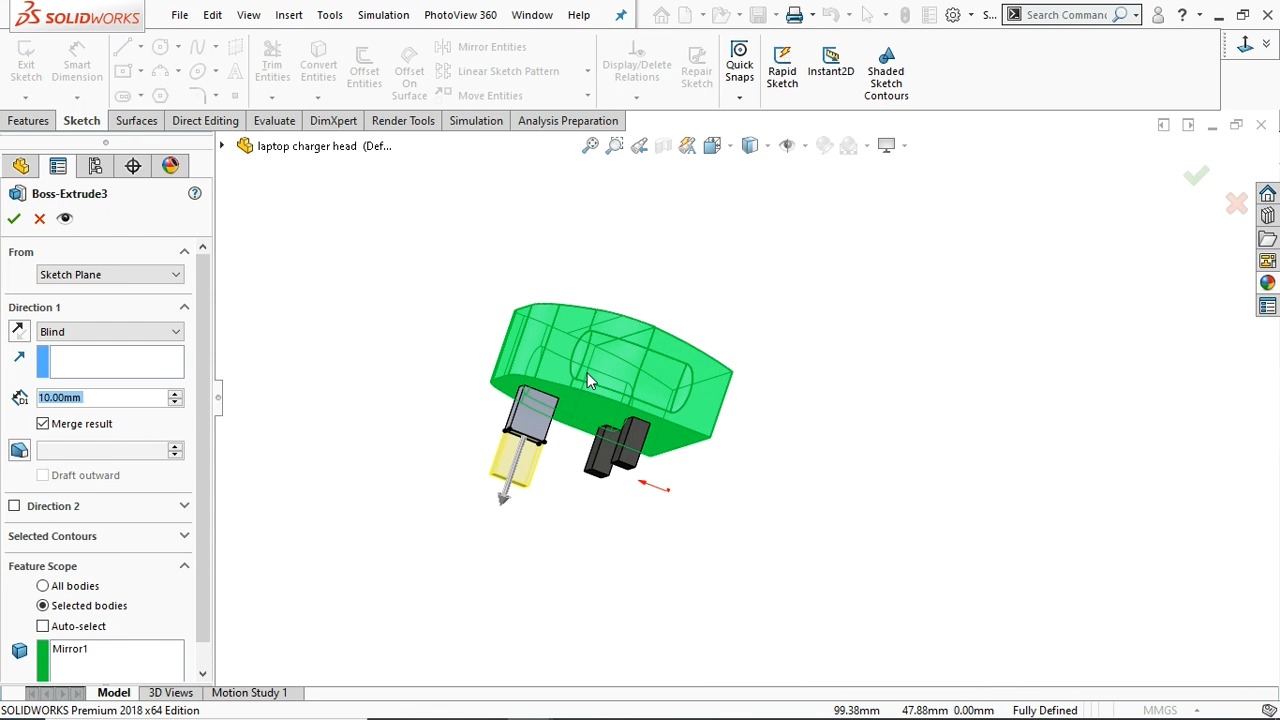 SOLIDWORKS File Edit View Insert Tools Simulation PhotoView 360 Window Help S... Search Commands ?
Exit Sketch Smart Dimension Trim Entities Convert Entities Offset Entities Offset On Surface Mirror Entities Linear Sketch Pattern Move Entities Display/Delete Relations Repair Sketch Quick Snaps Rapid Sketch Instant2D Shaded Sketch Contours
Features Sketch Surfaces Direct Editing Evaluate DimXpert Render Tools Simulation Analysis Preparation
laptop charger head (Def...
Boss-Extrude3
From
Sketch Plane
Direction 1
Blind
D1
10.00mm
Merge result
Draft outward
Direction 2
Selected Contours
Feature Scope
All bodies
Selected bodies
Auto-select
Mirror1
Model 3D Views Motion Study 1
SOLIDWORKS Premium 2018 x64 Edition 99.38mm 47.88mm 0.00mm Fully Defined MMGS